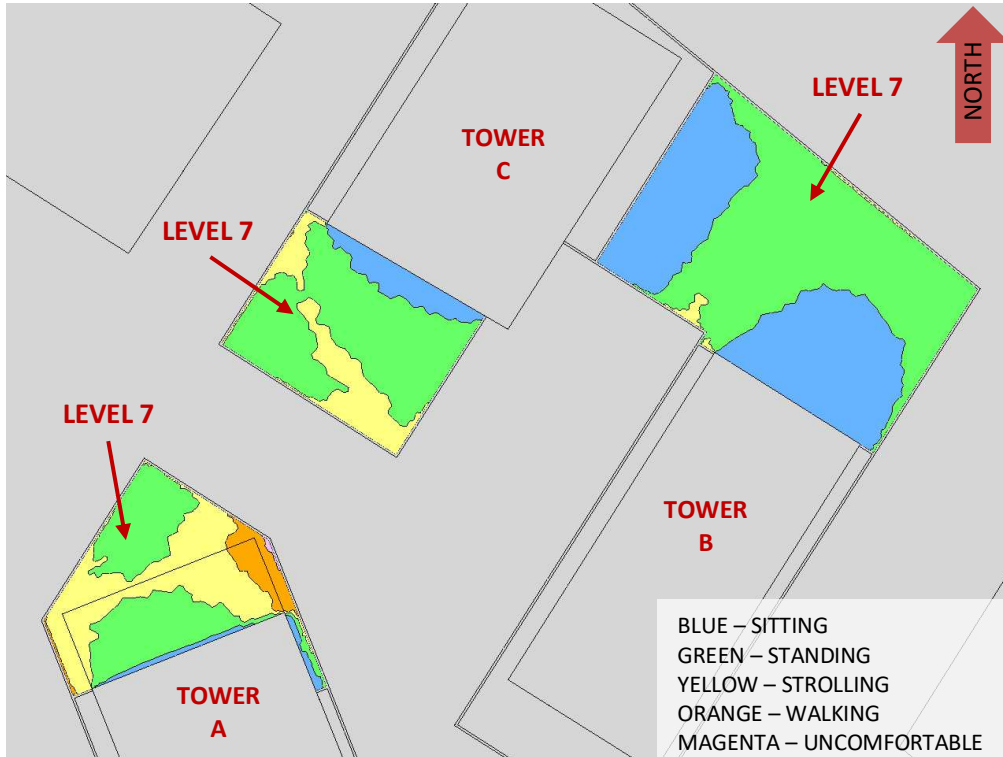 NORTH
LEVEL 7
TOWER
C
LEVEL 7
LEVEL 7
TOWER
B
TOWER
A
BLUE – SITTING
GREEN – STANDING
YELLOW – STROLLING
ORANGE – WALKING
MAGENTA – UNCOMFORTABLE